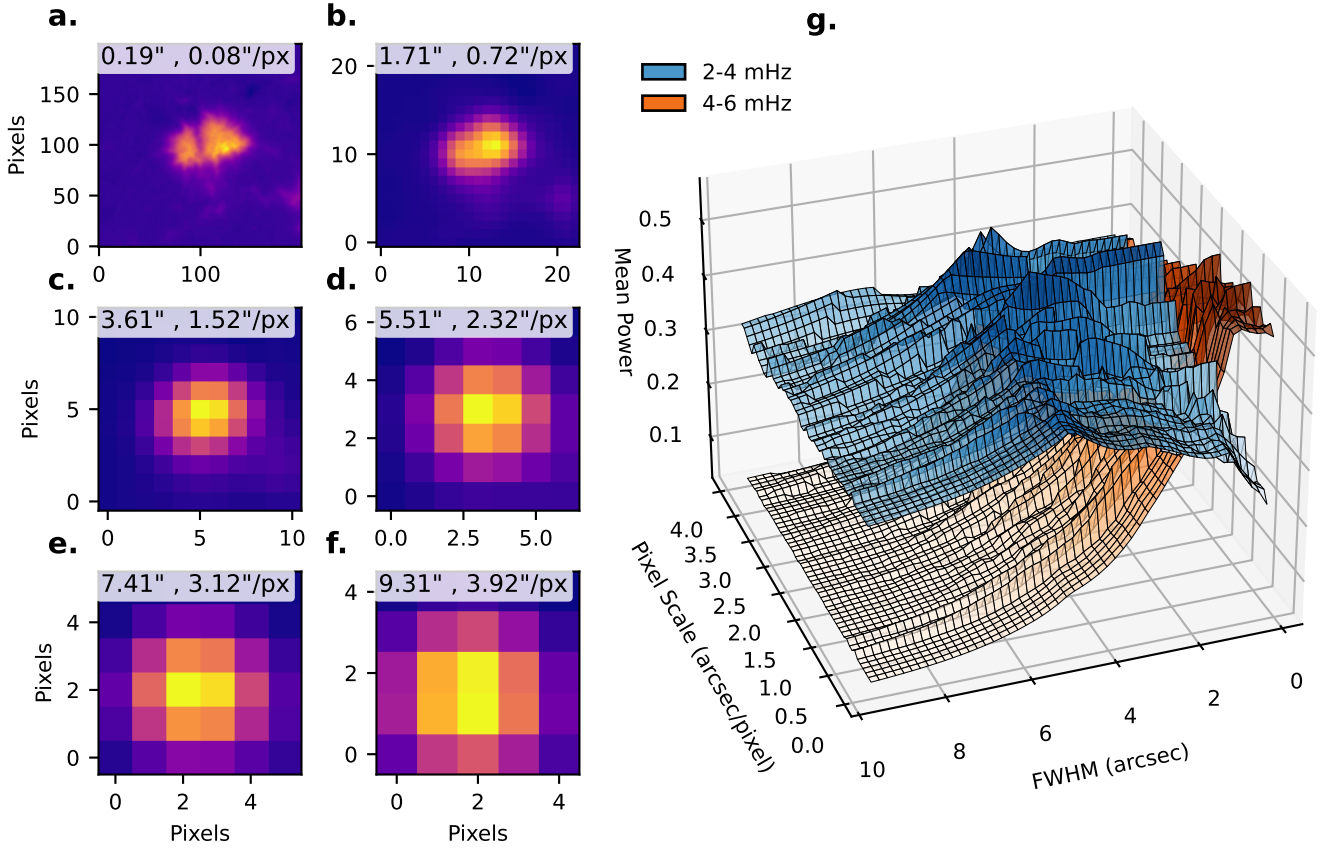 a.
0.19" , 0.08"/px
Pixels
150
100
50
0
0
100
b.
1.71" , 0.72"/px
20
10
0
0
10
20
c.
3.61" , 1.52"/px
Pixels
10
5
0
0
5
10
d.
5.51" , 2.32"/px
6
4
2
0
0.0
2.5
5.0
e.
7.41" , 3.12"/px
Pixels
4
2
0
0
2
4
Pixels
f.
9.31" , 3.92"/px
4
2
0
0
2
4
Pixels
g.
2-4 mHz
4-6 mHz
Mean Power
0.5
0.4
0.3
0.2
0.1
Pixel Scale (arcsec/pixel)
4.0
3.5
3.0
2.5
2.0
1.5
1.0
0.5
0.0
10
8
6
4
2
0
FWHM (arcsec)